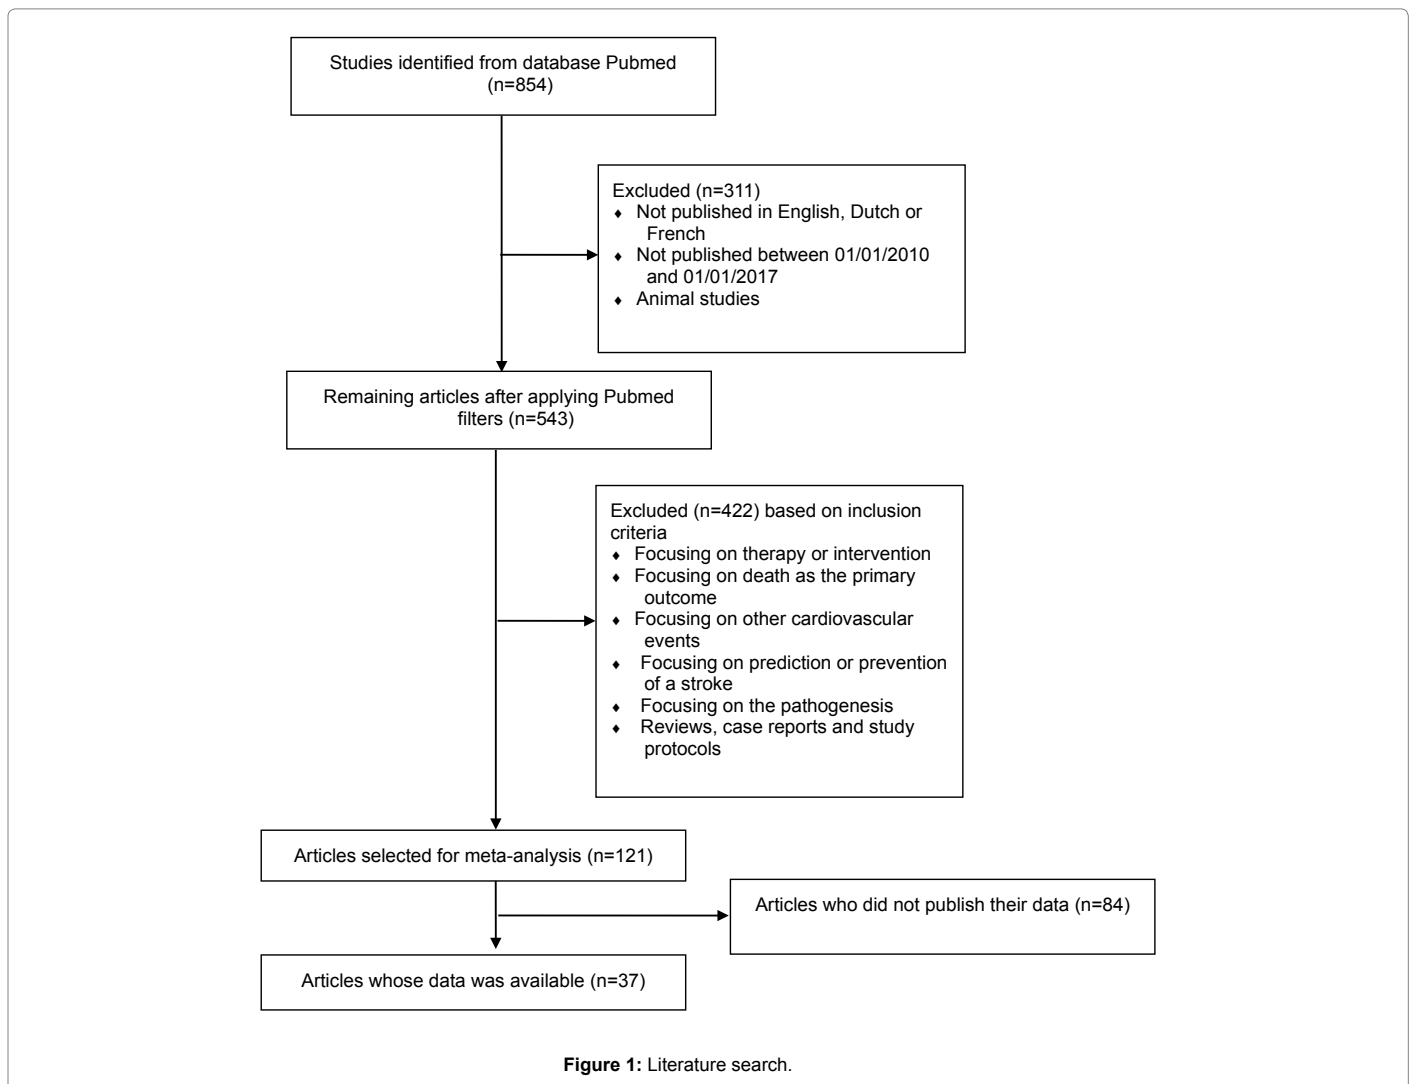 Studies identified from database Pubmed
(n=854)
Excluded (n=311)
♦ Not published in English, Dutch or
French
♦ Not published between 01/01/2010
and 01/01/2017
♦ Animal studies
Remaining articles after applying Pubmed
filters (n=543)
Excluded (n=422) based on inclusion
criteria
♦ Focusing on therapy or intervention
♦ Focusing on death as the primary
outcome
♦ Focusing on other cardiovascular
events
♦ Focusing on prediction or prevention
of a stroke
♦ Focusing on the pathogenesis
♦ Reviews, case reports and study
protocols
Articles selected for meta-analysis (n=121)
Articles who did not publish their data (n=84)
Articles whose data was available (n=37)
Figure 1: Literature search.